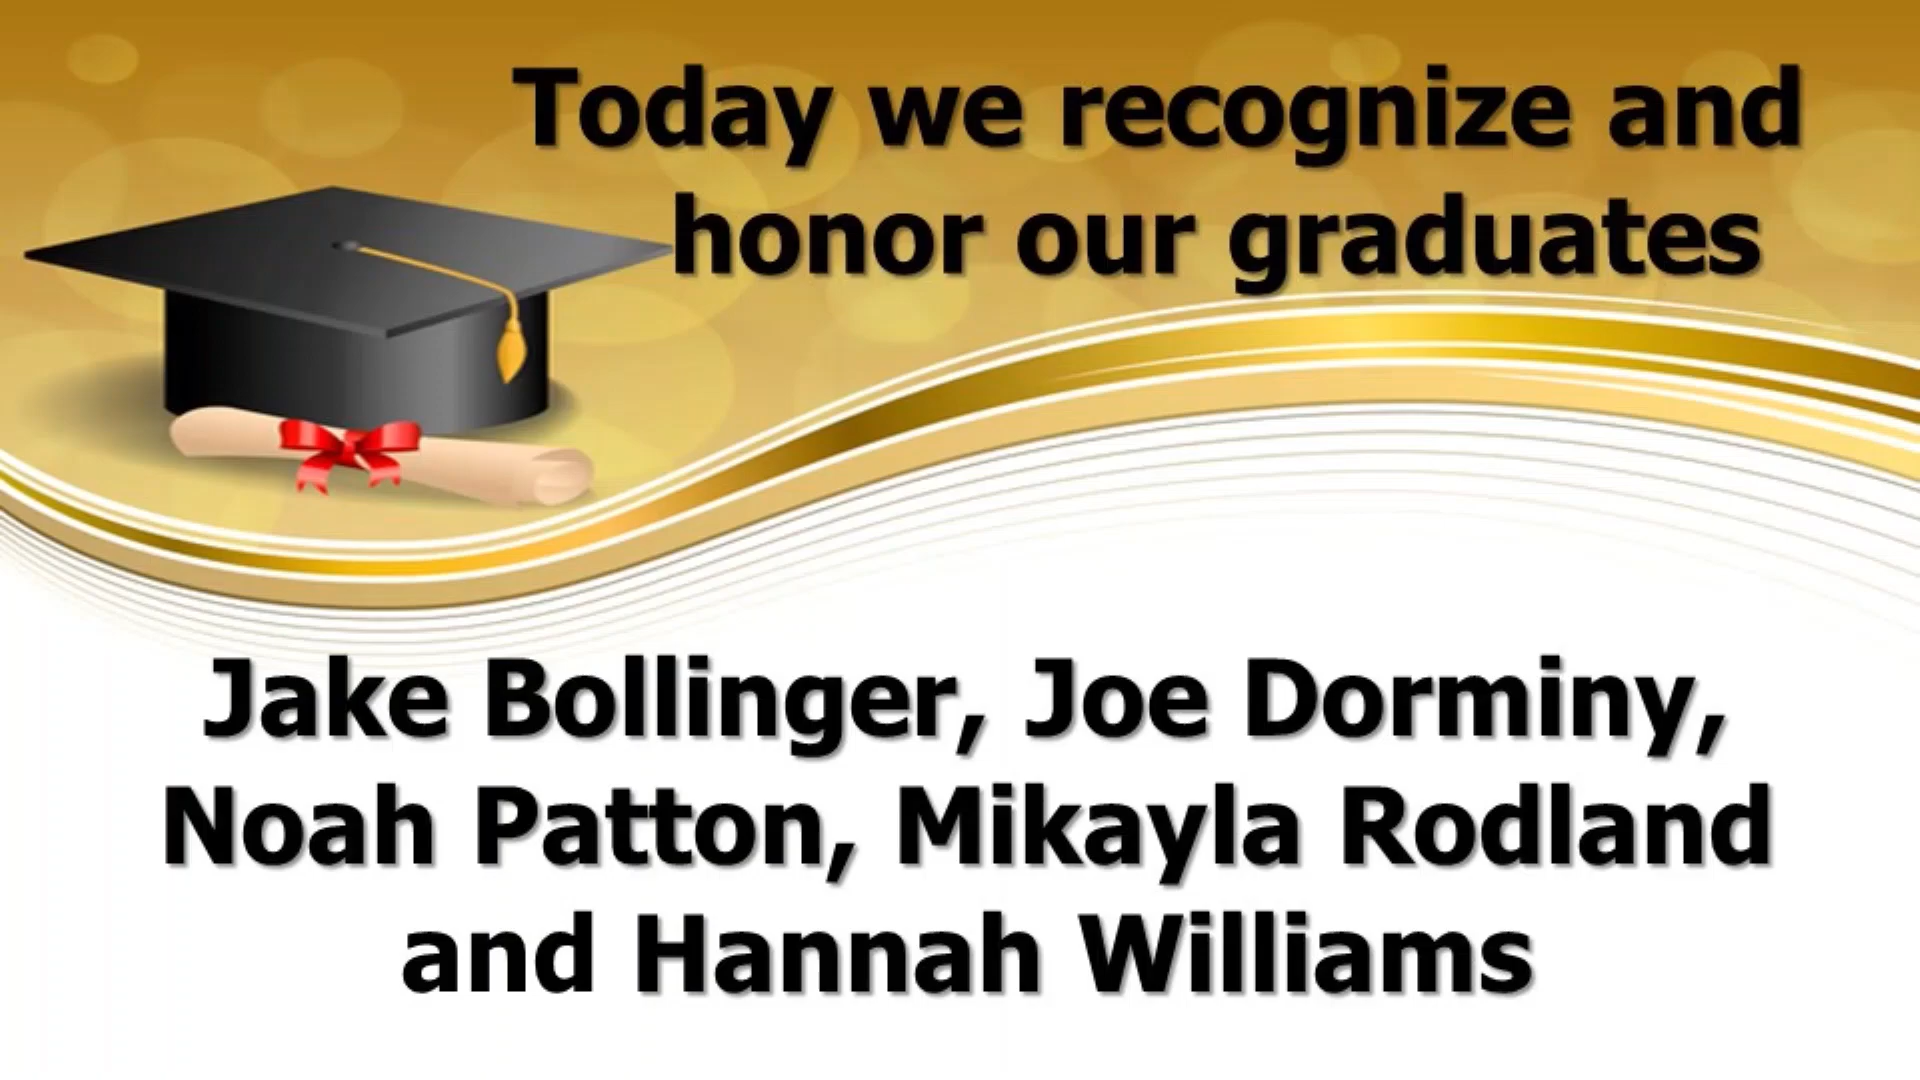 Today we recognize and
honor our graduates
Jake Bollinger, Joe Dorminy,
Noah Patton, Mikayla Rodland
and Hannah Williams